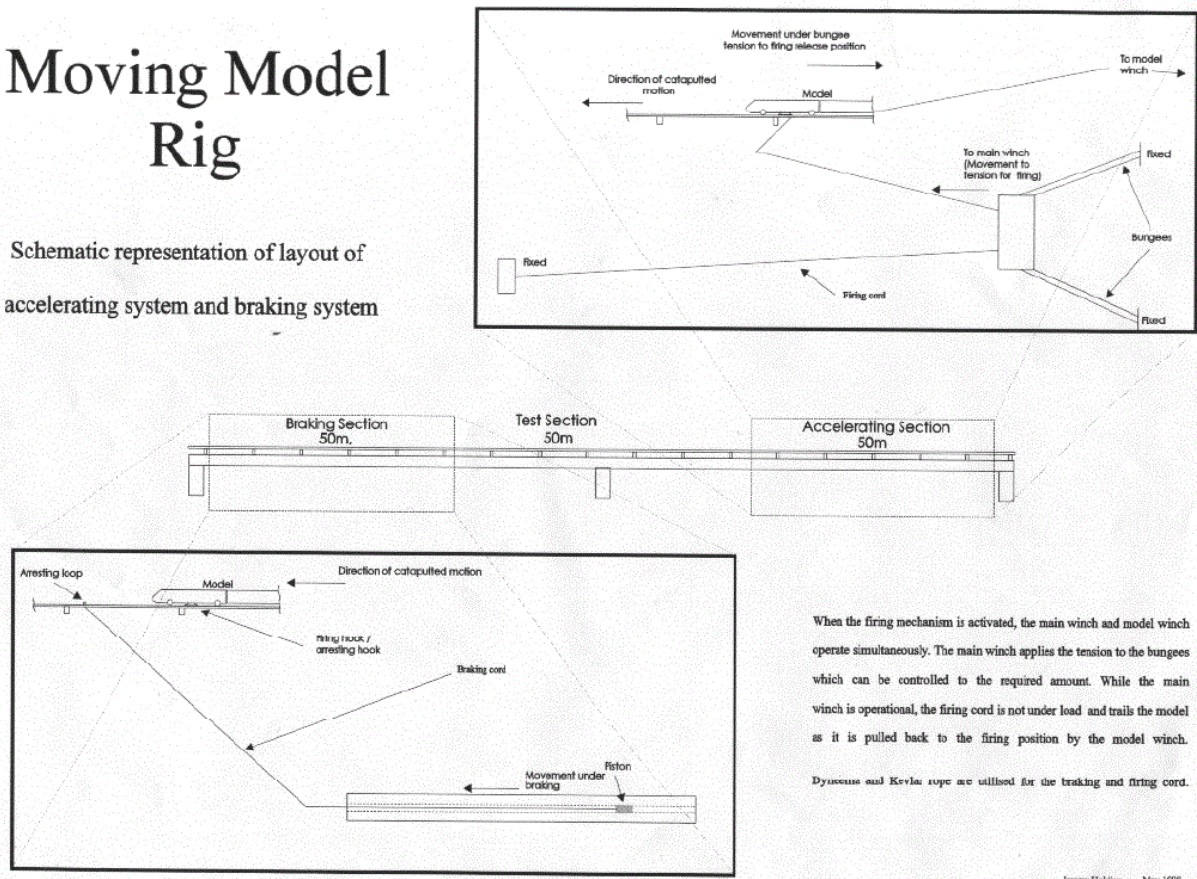 Moving Model
Rig
Schematic representation of layout of
accelerating system and braking system
Movement under bungee
tension to firing release position
To model
winch
Direction of catapulted
motion
Model
To main winch
(Movement to
tension for firing)
fixed
Bungees
fixed
Firing cord
Fixed
Braking Section
50m.
Test Section
50m
Accelerating Section
50m
Arresting loop
Model
Direction of catapulted motion
Firing hook /
arresting hook
Braking cord
Piston
Movement under
braking
When the firing mechanism is activated, the main winch and model winch
operate simultaneously. The main winch applies the tension to the bungees
which can be controlled to the required amount. While the main
winch is operational, the firing cord is not under load and trails the model
as it is pulled back to the firing position by the model winch.
Dyneema and Kevlar rope are utilised for the braking and firing cord.